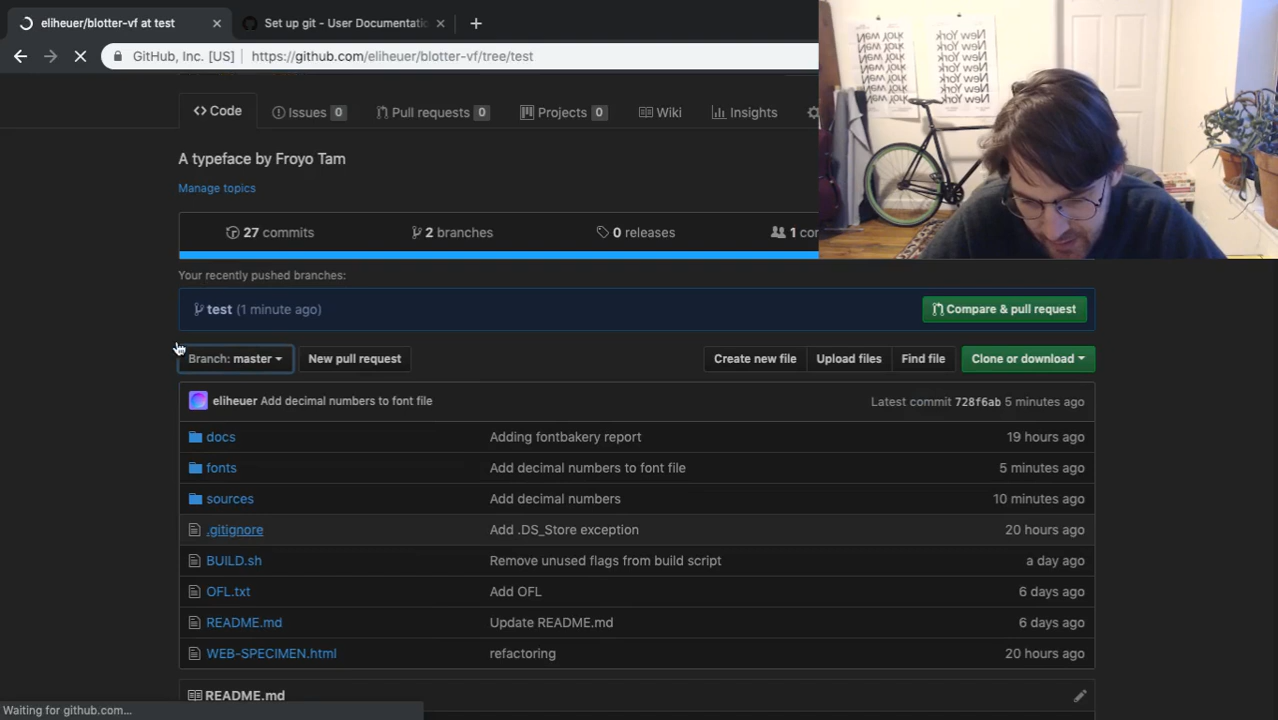 eliheuer/blotter-vf at test
Set up git - User Documentatio
GitHub, Inc. [US]
https://github.com/eliheuer/blotter-vf/tree/test
Code
Issues 0
Pull requests 0
Projects 0
Wiki
Insights
A typeface by Froyo Tam
Manage topics
27 commits
2 branches
0 releases
1 con
Your recently pushed branches:
test (1 minute ago)
Compare & pull request
Branch: master
New pull request
Create new file
Upload files
Find file
Clone or download
eliheuer Add decimal numbers to font file
Latest commit 728f6ab 5 minutes ago
docs
Adding fontbakery report
19 hours ago
fonts
Add decimal numbers to font file
5 minutes ago
sources
Add decimal numbers
10 minutes ago
.gitignore
Add .DS_Store exception
20 hours ago
BUILD.sh
Remove unused flags from build script
a day ago
OFL.txt
Add OFL
6 days ago
README.md
Update README.md
6 days ago
WEB-SPECIMEN.html
refactoring
20 hours ago
README.md
Waiting for github.com...
New York
New York